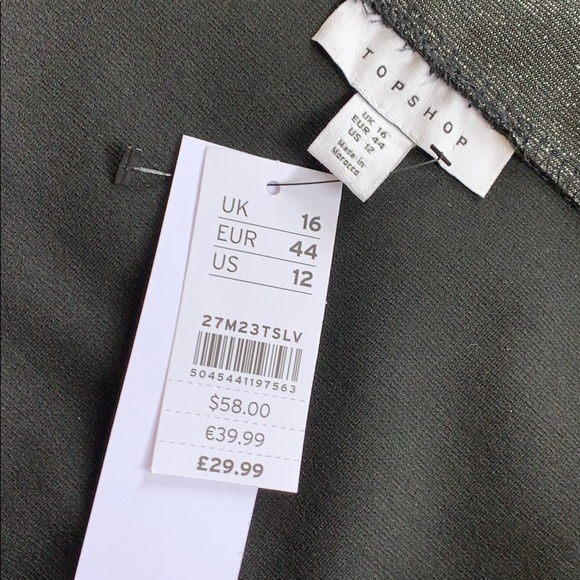 TOPSHOP
UK 16
EUR 44
US 12
Made in
Morocco
UK 16
EUR 44
US 12
27M23TSLV
5045441197563
$58.00
€39.99
£29.99